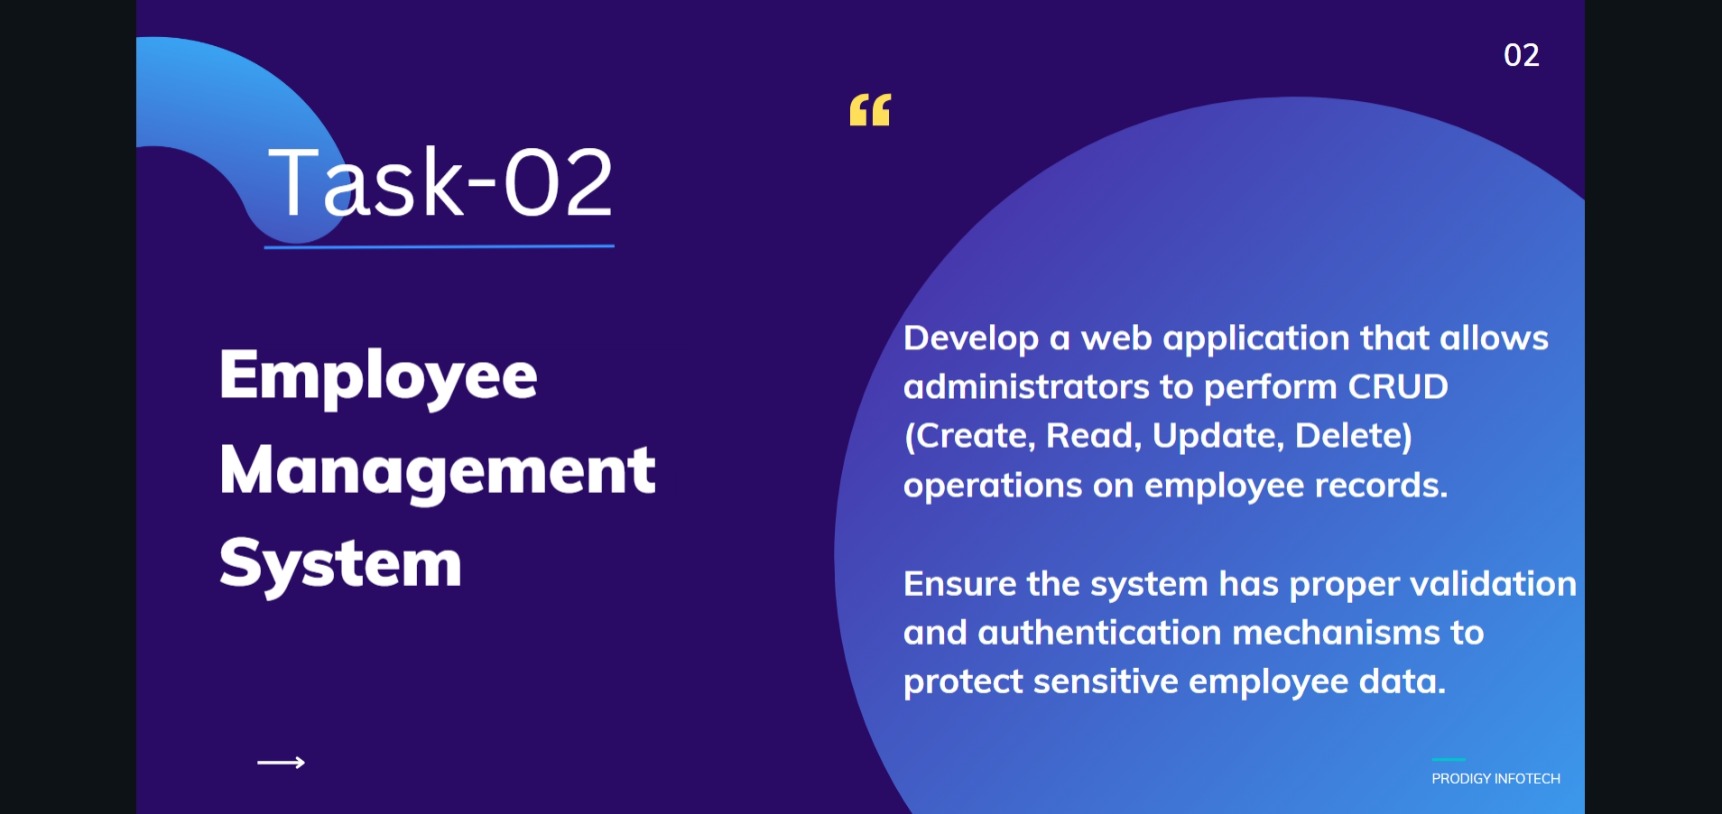 02
“
Task-02
Employee
Management
System
Develop a web application that allows
administrators to perform CRUD
(Create, Read, Update, Delete)
operations on employee records.
Ensure the system has proper validation
and authentication mechanisms to
protect sensitive employee data.
PRODIGY INFOTECH